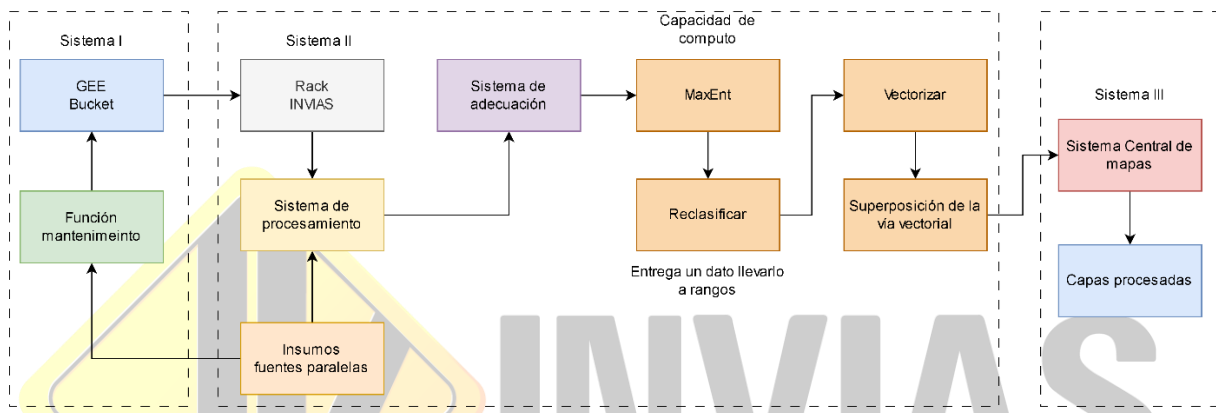 Sistema I
GEE
Bucket
Función
mantenimeinto
Sistema II
Rack
INVIAS
Sistema de
procesamiento
Insumos
fuentes paralelas
Sistema de
adecuación
Capacidad de
computo
MaxEnt
Reclasificar
Entrega un dato llevarlo
a rangos
Vectorizar
Superposición de la
vía vectorial
Sistema III
Sistema Central de
mapas
Capas procesadas
INVIAS